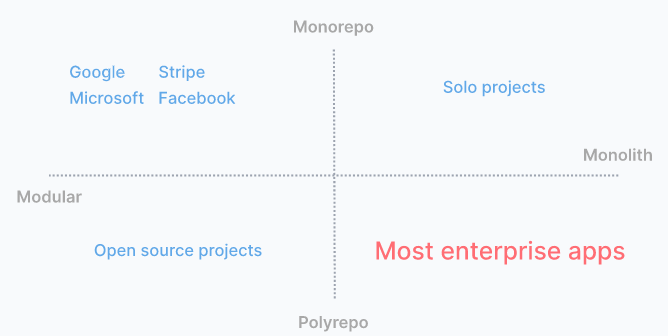 Monorepo
Google Stripe
Microsoft Facebook
Solo projects
Monolith
Modular
Open source projects
Most enterprise apps
Polyrepo